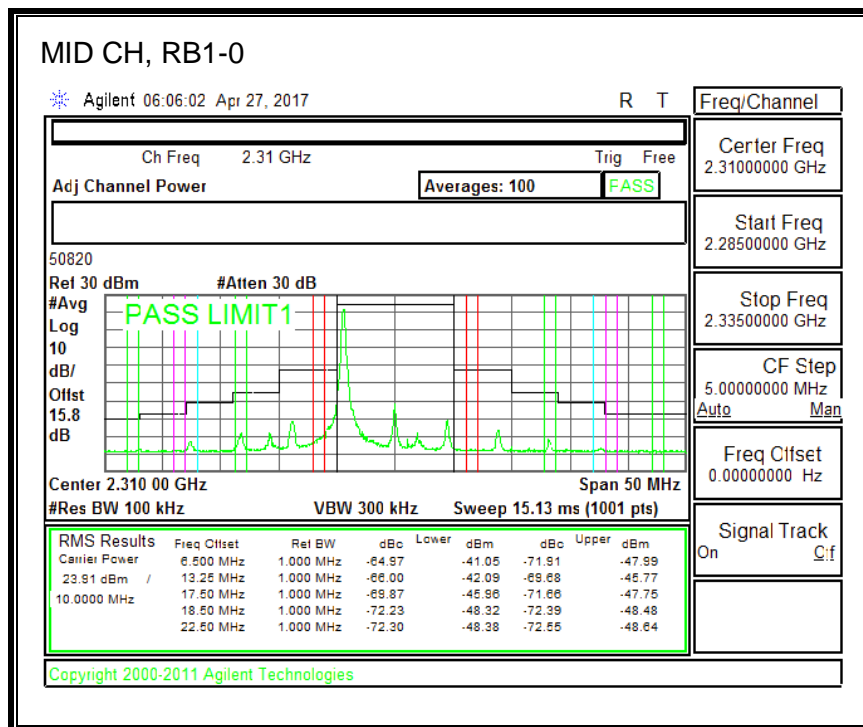 MID CH, RB1-0
Agilent 06:06:02 Apr 27, 2017 R T
Freq/Channel
Ch Freq 2.31 GHz Trig Free
Adj Channel Power Averages: 100 PASS
Center Freq
2.31000000 GHz
Start Freq
2.28500000 GHz
Stop Freq
2.33500000 GHz
CF Step
5.00000000 MHz
Auto Man
Freq Offset
0.00000000 Hz
Signal Track
On Off
50820
Ref 30 dBm #Atten 30 dB
#Avg
Log
10
dB/
Offst
15.8
dB
PASS LIMIT1
Center 2.310 00 GHz Span 50 MHz
#Res BW 100 kHz VBW 300 kHz Sweep 15.13 ms (1001 pts)
RMS Results Freq Offset Ref BW dBc Lower dBm dBc Upper dBm
Carrier Power 6.500 MHz 1.000 MHz -64.97 -41.05 -71.91 -47.99
23.91 dBm / 13.25 MHz 1.000 MHz -66.00 -42.09 -69.68 -45.77
10.0000 MHz 17.50 MHz 1.000 MHz -69.87 -45.96 -71.66 -47.75
18.50 MHz 1.000 MHz -72.23 -48.32 -72.39 -48.48
22.50 MHz 1.000 MHz -72.30 -48.38 -72.55 -48.64
Copyright 2000-2011 Agilent Technologies